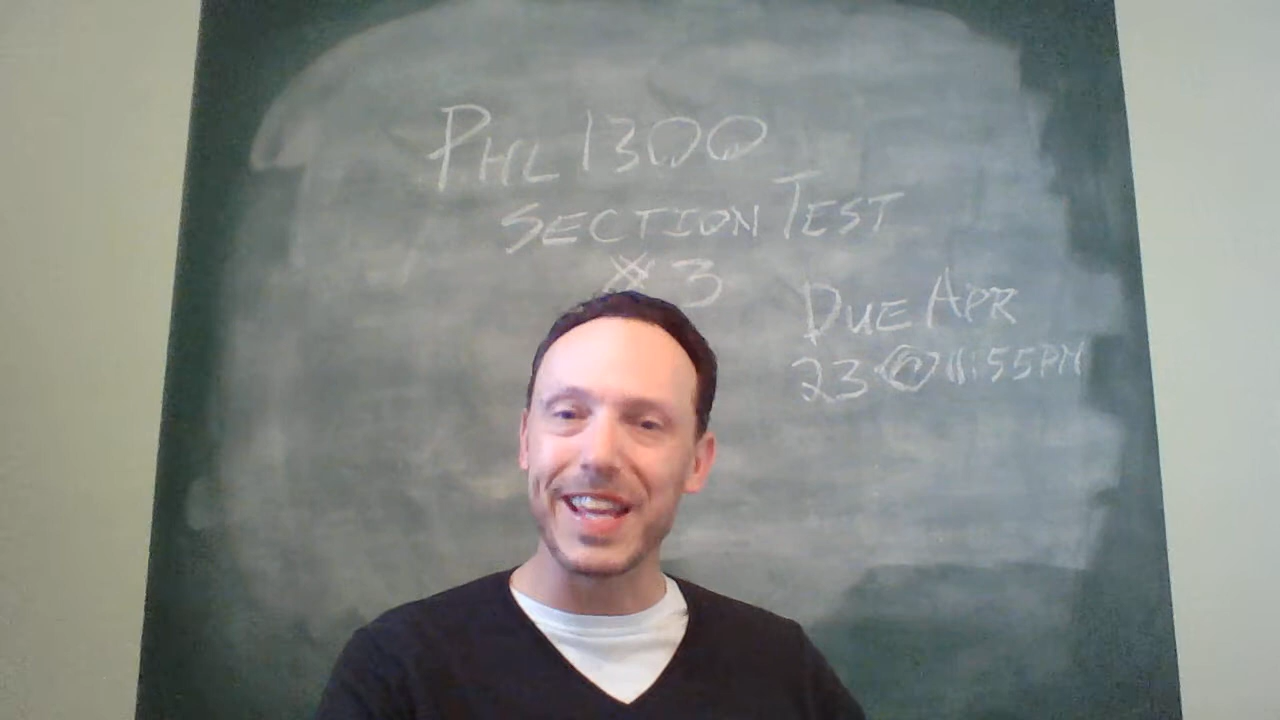 PHL 1300
SECTION TEST
# 3
DUE APR
23 @ 11:55PM